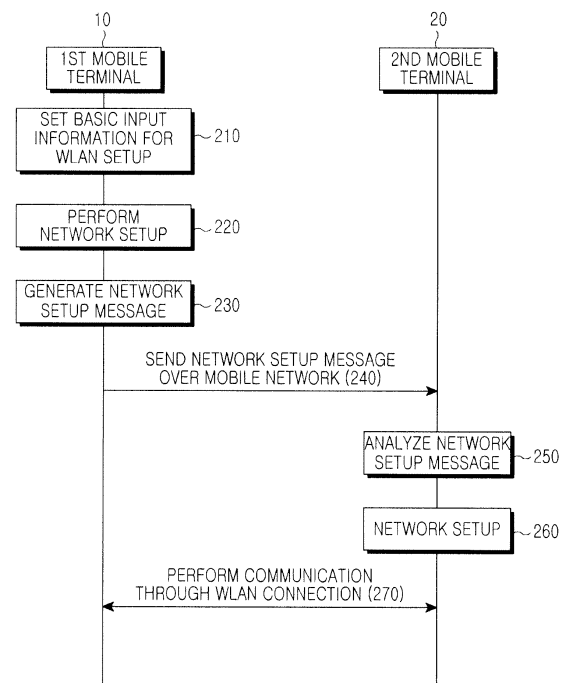 10
20
1ST MOBILE
TERMINAL
2ND MOBILE
TERMINAL
SET BASIC INPUT
INFORMATION FOR
WLAN SETUP
210
PERFORM
NETWORK SETUP
220
GENERATE NETWORK
SETUP MESSAGE
230
SEND NETWORK SETUP MESSAGE
OVER MOBILE NETWORK (240)
ANALYZE NETWORK
SETUP MESSAGE
250
NETWORK SETUP
260
PERFORM COMMUNICATION
THROUGH WLAN CONNECTION (270)